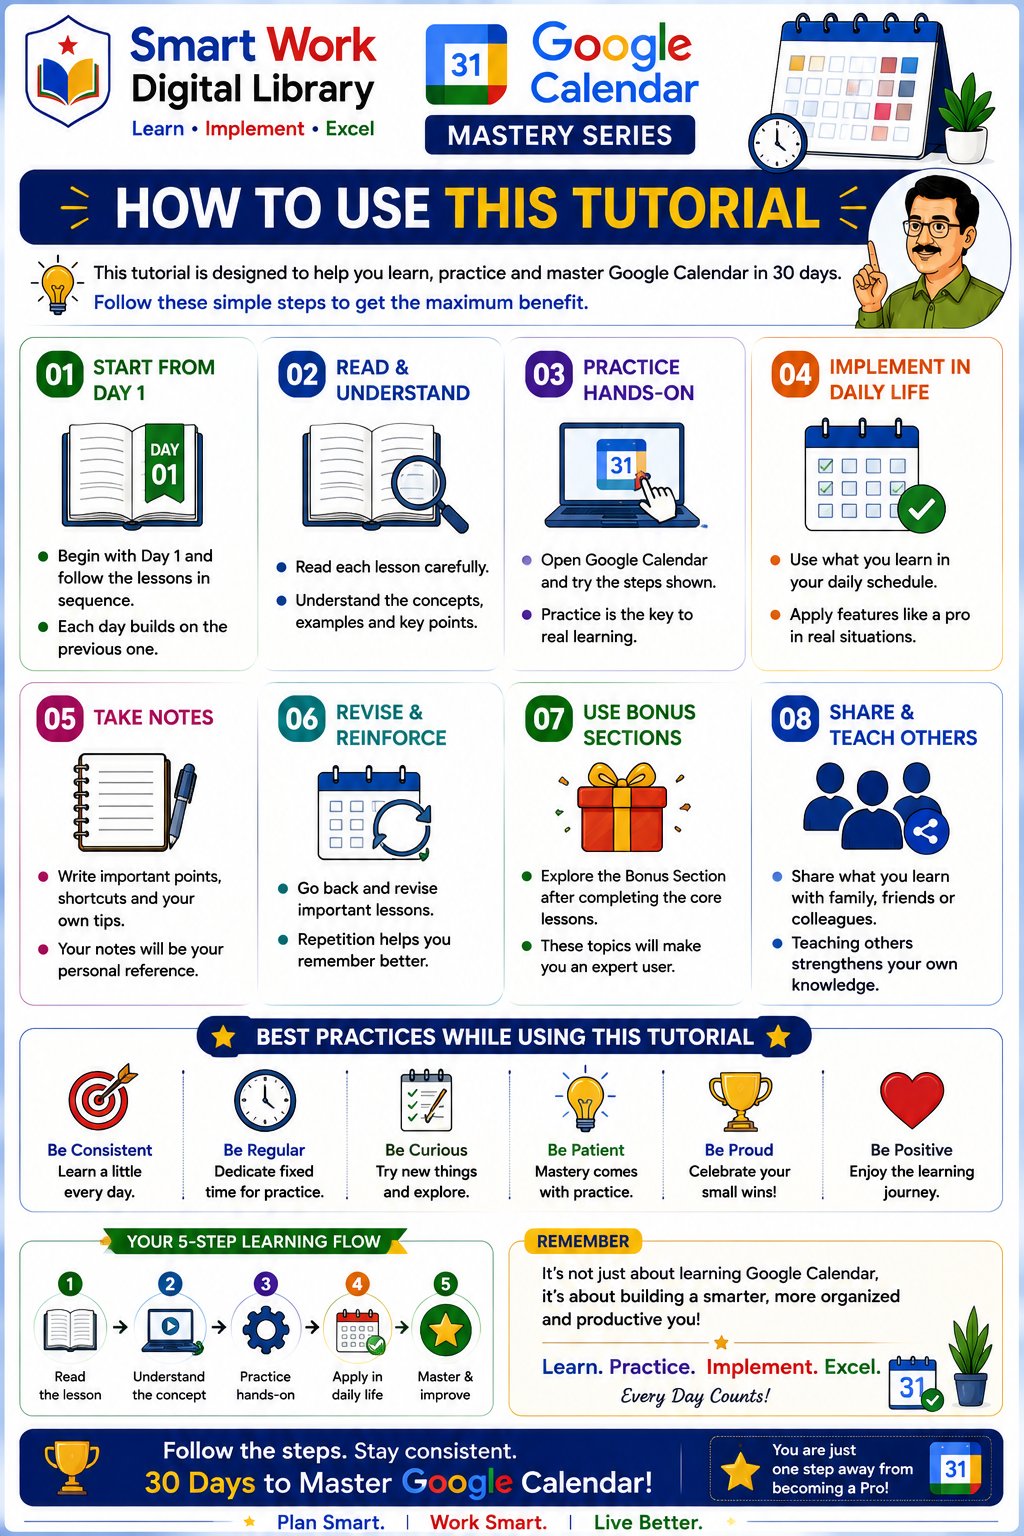 Smart Work
Digital Library
Learn • Implement • Excel
31
Google
Calendar
MASTERY SERIES
HOW TO USE THIS TUTORIAL
This tutorial is designed to help you learn, practice and master Google Calendar in 30 days.
Follow these simple steps to get the maximum benefit.
01 START FROM
DAY 1
DAY
01
• Begin with Day 1 and
follow the lessons in
sequence.
• Each day builds on the
previous one.
02 READ &
UNDERSTAND
• Read each lesson carefully.
• Understand the concepts,
examples and key points.
03 PRACTICE
HANDS-ON
31
• Open Google Calendar
and try the steps shown.
• Practice is the key to
real learning.
04 IMPLEMENT IN
DAILY LIFE
• Use what you learn in
your daily schedule.
• Apply features like a pro
in real situations.
05 TAKE NOTES
• Write important points,
shortcuts and your
own tips.
• Your notes will be your
personal reference.
06 REVISE &
REINFORCE
• Go back and revise
important lessons.
• Repetition helps you
remember better.
07 USE BONUS
SECTIONS
• Explore the Bonus Section
after completing the core
lessons.
• These topics will make
you an expert user.
08 SHARE &
TEACH OTHERS
• Share what you learn
with family, friends or
colleagues.
• Teaching others
strengthens your own
knowledge.
BEST PRACTICES WHILE USING THIS TUTORIAL
Be Consistent
Learn a little
every day.
Be Regular
Dedicate fixed
time for practice.
Be Curious
Try new things
and explore.
Be Patient
Mastery comes
with practice.
Be Proud
Celebrate your
small wins!
Be Positive
Enjoy the learning
journey.
YOUR 5-STEP LEARNING FLOW
1
Read
the lesson
2
Understand
the concept
3
Practice
hands-on
4
Apply in
daily life
5
Master &
improve
REMEMBER
It's not just about learning Google Calendar,
it's about building a smarter, more organized
and productive you!
Learn. Practice. Implement. Excel.
Every Day Counts!
31
Follow the steps. Stay consistent.
30 Days to Master Google Calendar!
You are just
one step away from
becoming a Pro!
31
Plan Smart. | Work Smart. | Live Better.